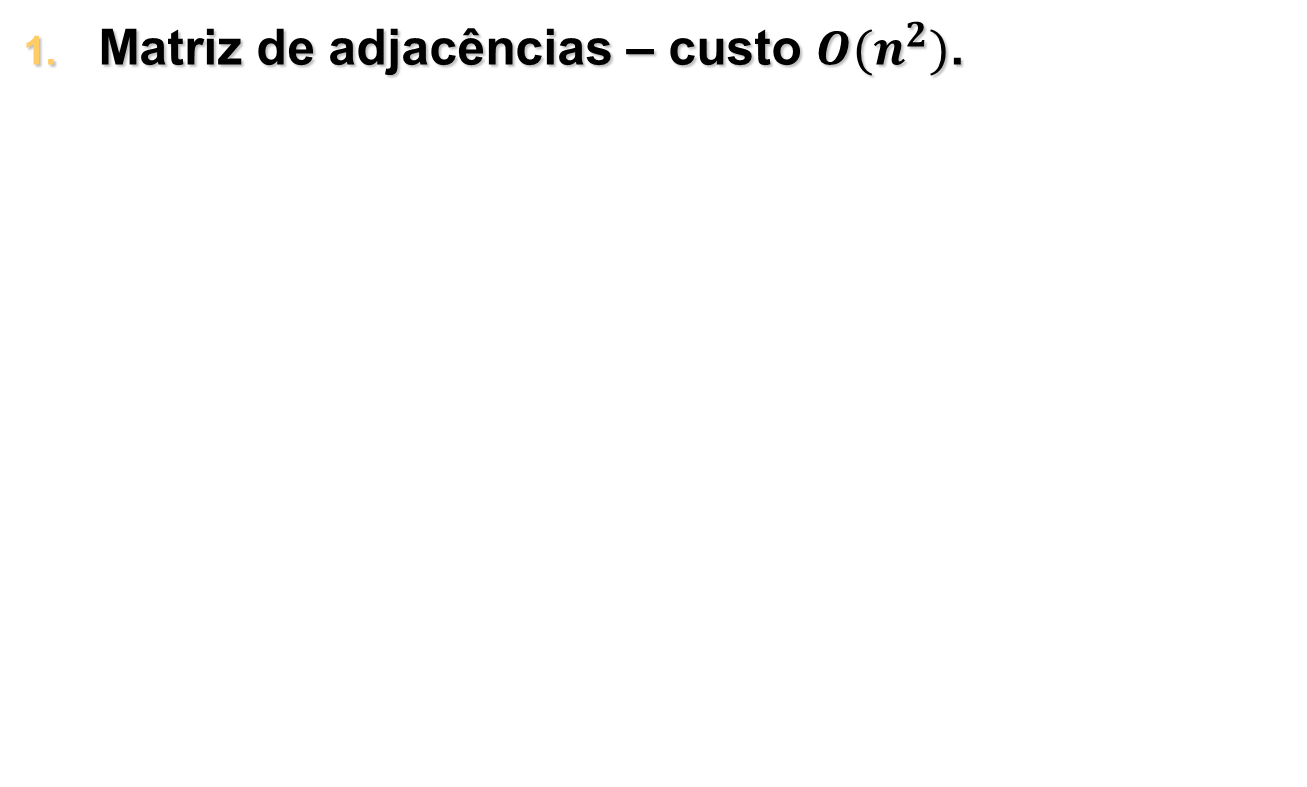 1. Matriz de adjacências – custo 𝑶(𝒏²).